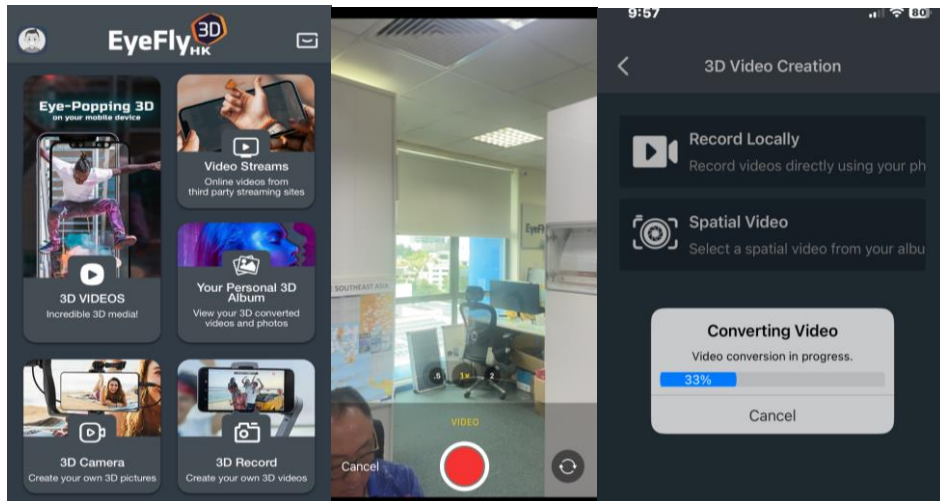 EyeFly 3D HK
Eye-Popping 3D
on your mobile device
3D VIDEOS
Incredible 3D media!
Video Streams
Online videos from
third party streaming sites
Your Personal 3D
Album
View your 3D converted
videos and photos
3D Camera
Create your own 3D pictures
3D Record
Create your own 3D videos
EyeF
SOUTHEAST ASIA
.5 1× 2
VIDEO
Cancel
9:57
80
3D Video Creation
Record Locally
Record videos directly using your ph
Spatial Video
Select a spatial video from your albu
Converting Video
Video conversion in progress.
33%
Cancel